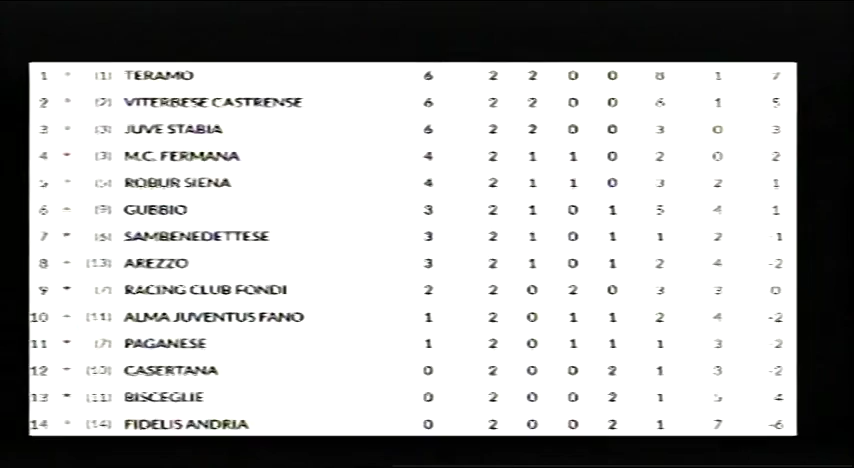 1 (1) TERAMO 6 2 2 0 0 8 1 7
2 (2) VITERBESE CASTRENSE 6 2 2 0 0 6 1 5
3 (3) JUVE STABIA 6 2 2 0 0 3 0 3
4 (3) M.C. FERMANA 4 2 1 1 0 2 0 2
5 ROBUR SIENA 4 2 1 1 0 3 2 1
6 (9) GUBBIO 3 2 1 0 1 5 4 1
7 SAMBENEDETTESE 3 2 1 0 1 1 2 -1
8 (13) AREZZO 3 2 1 0 1 2 4 -2
9 RACING CLUB FONDI 2 2 0 2 0 3 3 0
10 (11) ALMA JUVENTUS FANO 1 2 0 1 1 2 4 -2
11 (7) PAGANESE 1 2 0 1 1 1 3 -2
12 (10) CASERTANA 0 2 0 0 2 1 3 -2
13 (11) BISCEGLIE 0 2 0 0 2 1 5 -4
14 (14) FIDELIS ANDRIA 0 2 0 0 2 1 7 -6